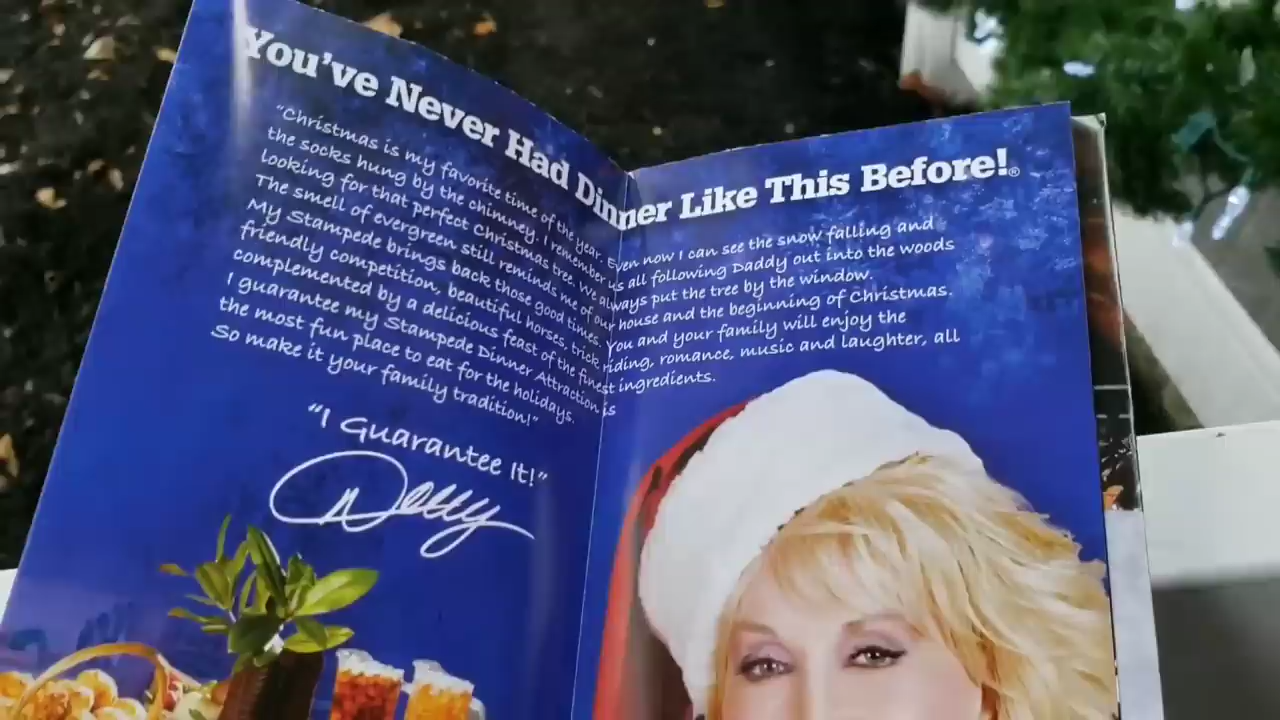 You've Never Had Dinner Like This Before!®
"Christmas is my favorite time of the year. Even now I can see the snow falling and
the socks hung by the chimney. I remember us all following Daddy out into the woods
looking for that perfect christmas tree. We always put the tree by the window.
The smell of evergreen still reminds me of our house and the beginning of Christmas.
My Stampede brings back those good times. You and your family will enjoy the
friendly competition, beautiful horses, trick riding, romance, music and laughter, all
complemented by a delicious feast of the finest ingredients.
I guarantee my Stampede Dinner Attraction is
the most fun place to eat for the holidays.
So make it your family tradition!"
"I Guarantee It!"
Dolly